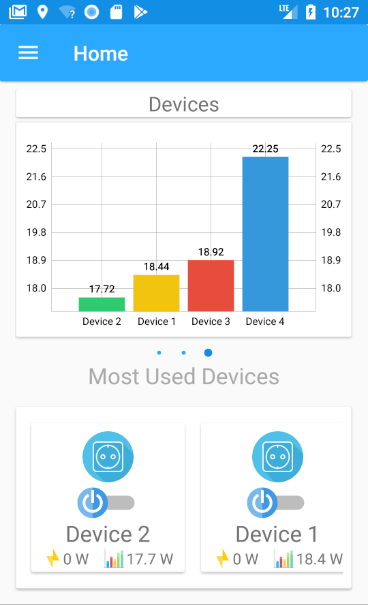 LTE 10:27
Home
Devices
22.5 22.25 22.5
21.6 21.6
20.7 20.7
19.8 19.8
18.9 18.44 18.92 18.9
18.0 17.72 18.0
Device 2 Device 1 Device 3 Device 4
Most Used Devices
Device 2 Device 1
0 W 17.7 W 0 W 18.4 W